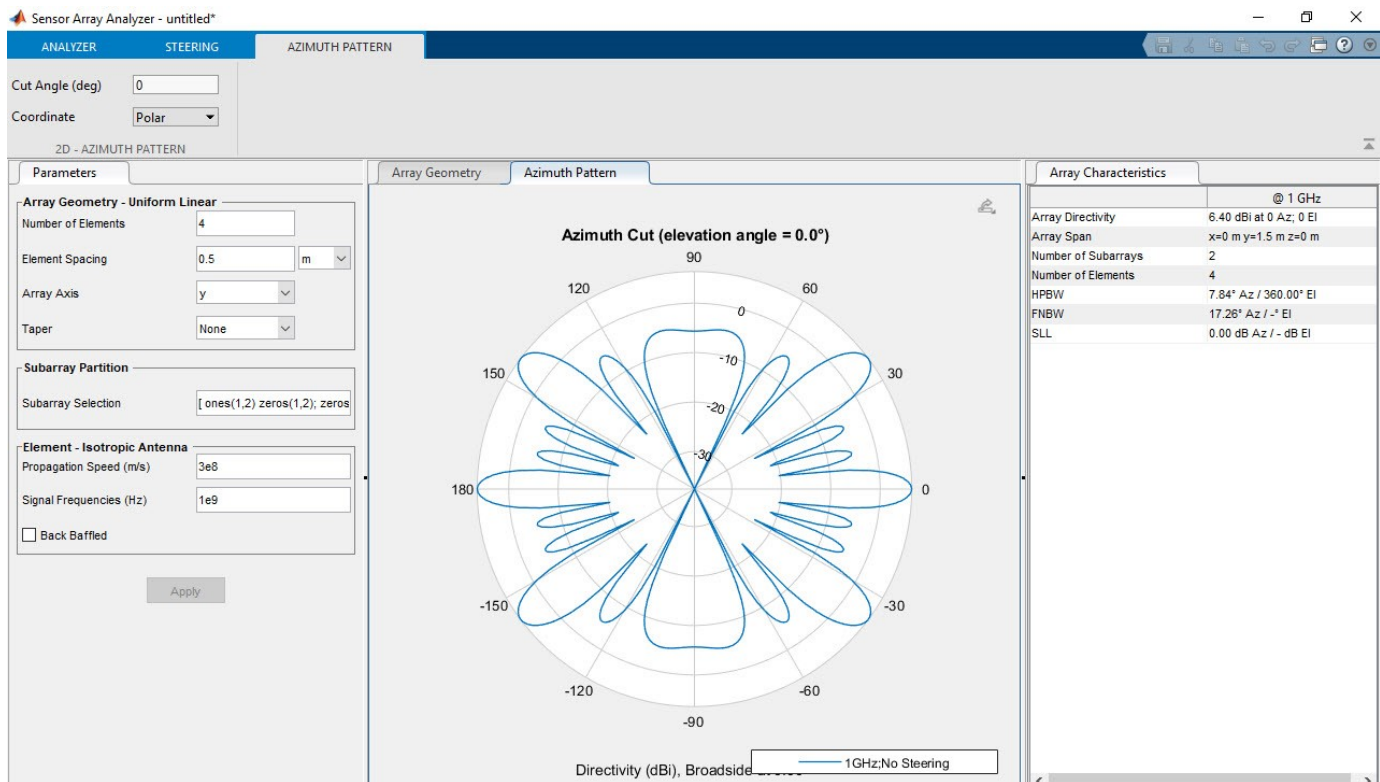 Sensor Array Analyzer - untitled*
ANALYZER STEERING AZIMUTH PATTERN
Cut Angle (deg) 0
Coordinate Polar
2D - AZIMUTH PATTERN
Parameters
Array Geometry - Uniform Linear
Number of Elements 4
Element Spacing 0.5 m
Array Axis y
Taper None
Subarray Partition
Subarray Selection [ ones(1,2) zeros(1,2); zeros
Element - Isotropic Antenna
Propagation Speed (m/s) 3e8
Signal Frequencies (Hz) 1e9
Back Baffled
Apply
Array Geometry Azimuth Pattern
Azimuth Cut (elevation angle = 0.0°)
90
120 60
0
-10
150 30
-20
-30
180 0
-150 -30
-120 -60
-90
Directivity (dBi), Broadside
1GHz;No Steering
Array Characteristics
@ 1 GHz
Array Directivity 6.40 dBi at 0 Az; 0 El
Array Span x=0 m y=1.5 m z=0 m
Number of Subarrays 2
Number of Elements 4
HPBW 7.84° Az / 360.00° El
FNBW 17.26° Az / -° El
SLL 0.00 dB Az / - dB El